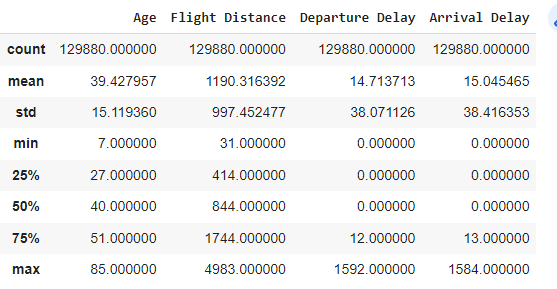 Age Flight Distance Departure Delay Arrival Delay
count 129880.000000 129880.000000 129880.000000 129880.000000
mean 39.427957 1190.316392 14.713713 15.045465
std 15.119360 997.452477 38.071126 38.416353
min 7.000000 31.000000 0.000000 0.000000
25% 27.000000 414.000000 0.000000 0.000000
50% 40.000000 844.000000 0.000000 0.000000
75% 51.000000 1744.000000 12.000000 13.000000
max 85.000000 4983.000000 1592.000000 1584.000000